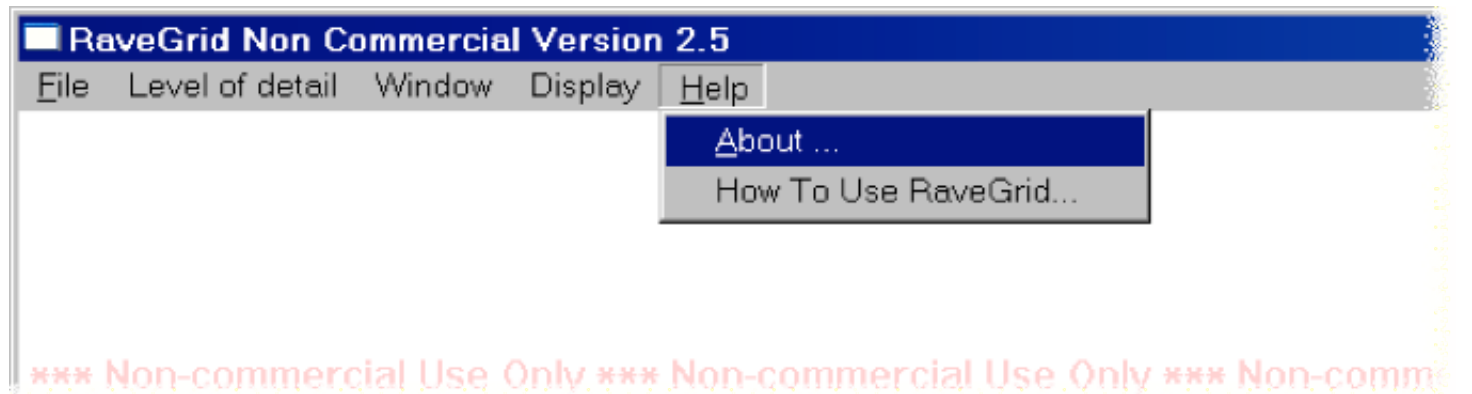 RaveGrid Non Commercial Version 2.5
File Level of detail Window Display Help
About ...
How To Use RaveGrid...
*** Non-commercial Use Only *** Non-commercial Use Only *** Non-comme